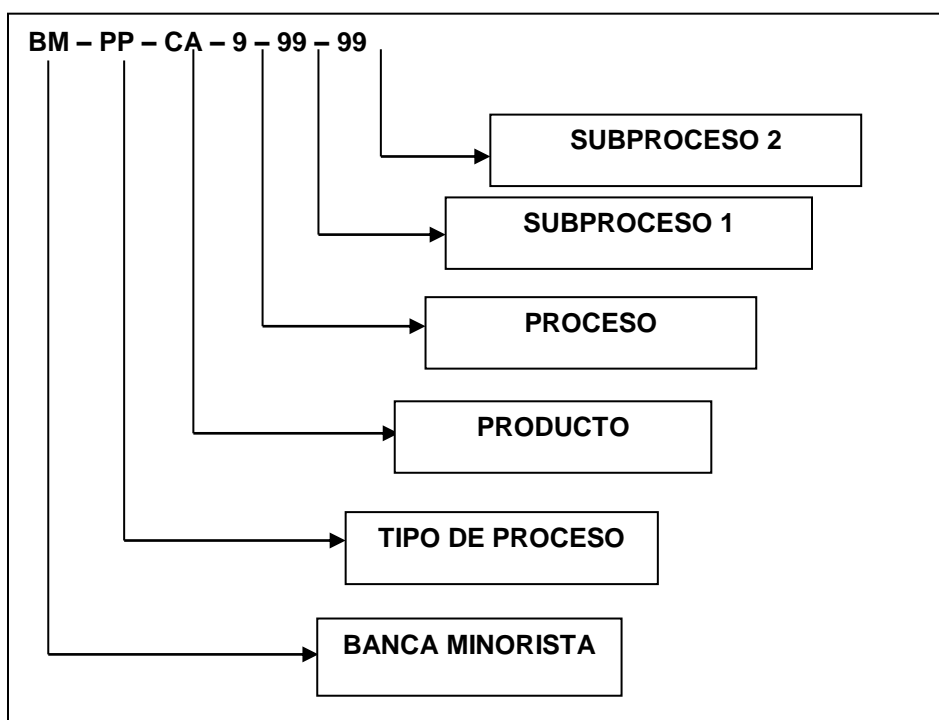 BM – PP – CA – 9 – 99 – 99
SUBPROCESO 2
SUBPROCESO 1
PROCESO
PRODUCTO
TIPO DE PROCESO
BANCA MINORISTA